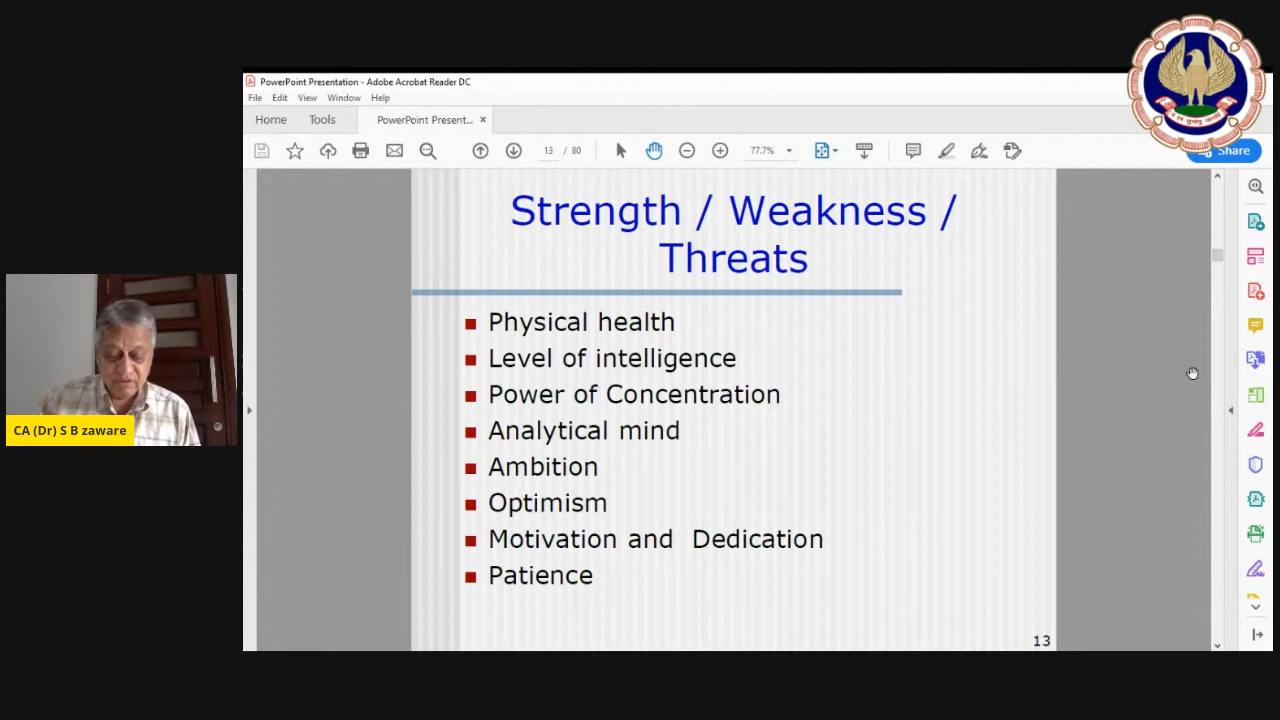 PowerPoint Presentation - Adobe Acrobat Reader DC
File Edit View Window Help
Home Tools PowerPoint Present... ×
13 / 80 77.7%
Share
Strength / Weakness /
Threats
Physical health
Level of intelligence
Power of Concentration
Analytical mind
Ambition
Optimism
Motivation and Dedication
Patience
13
CA (Dr) S B zaware